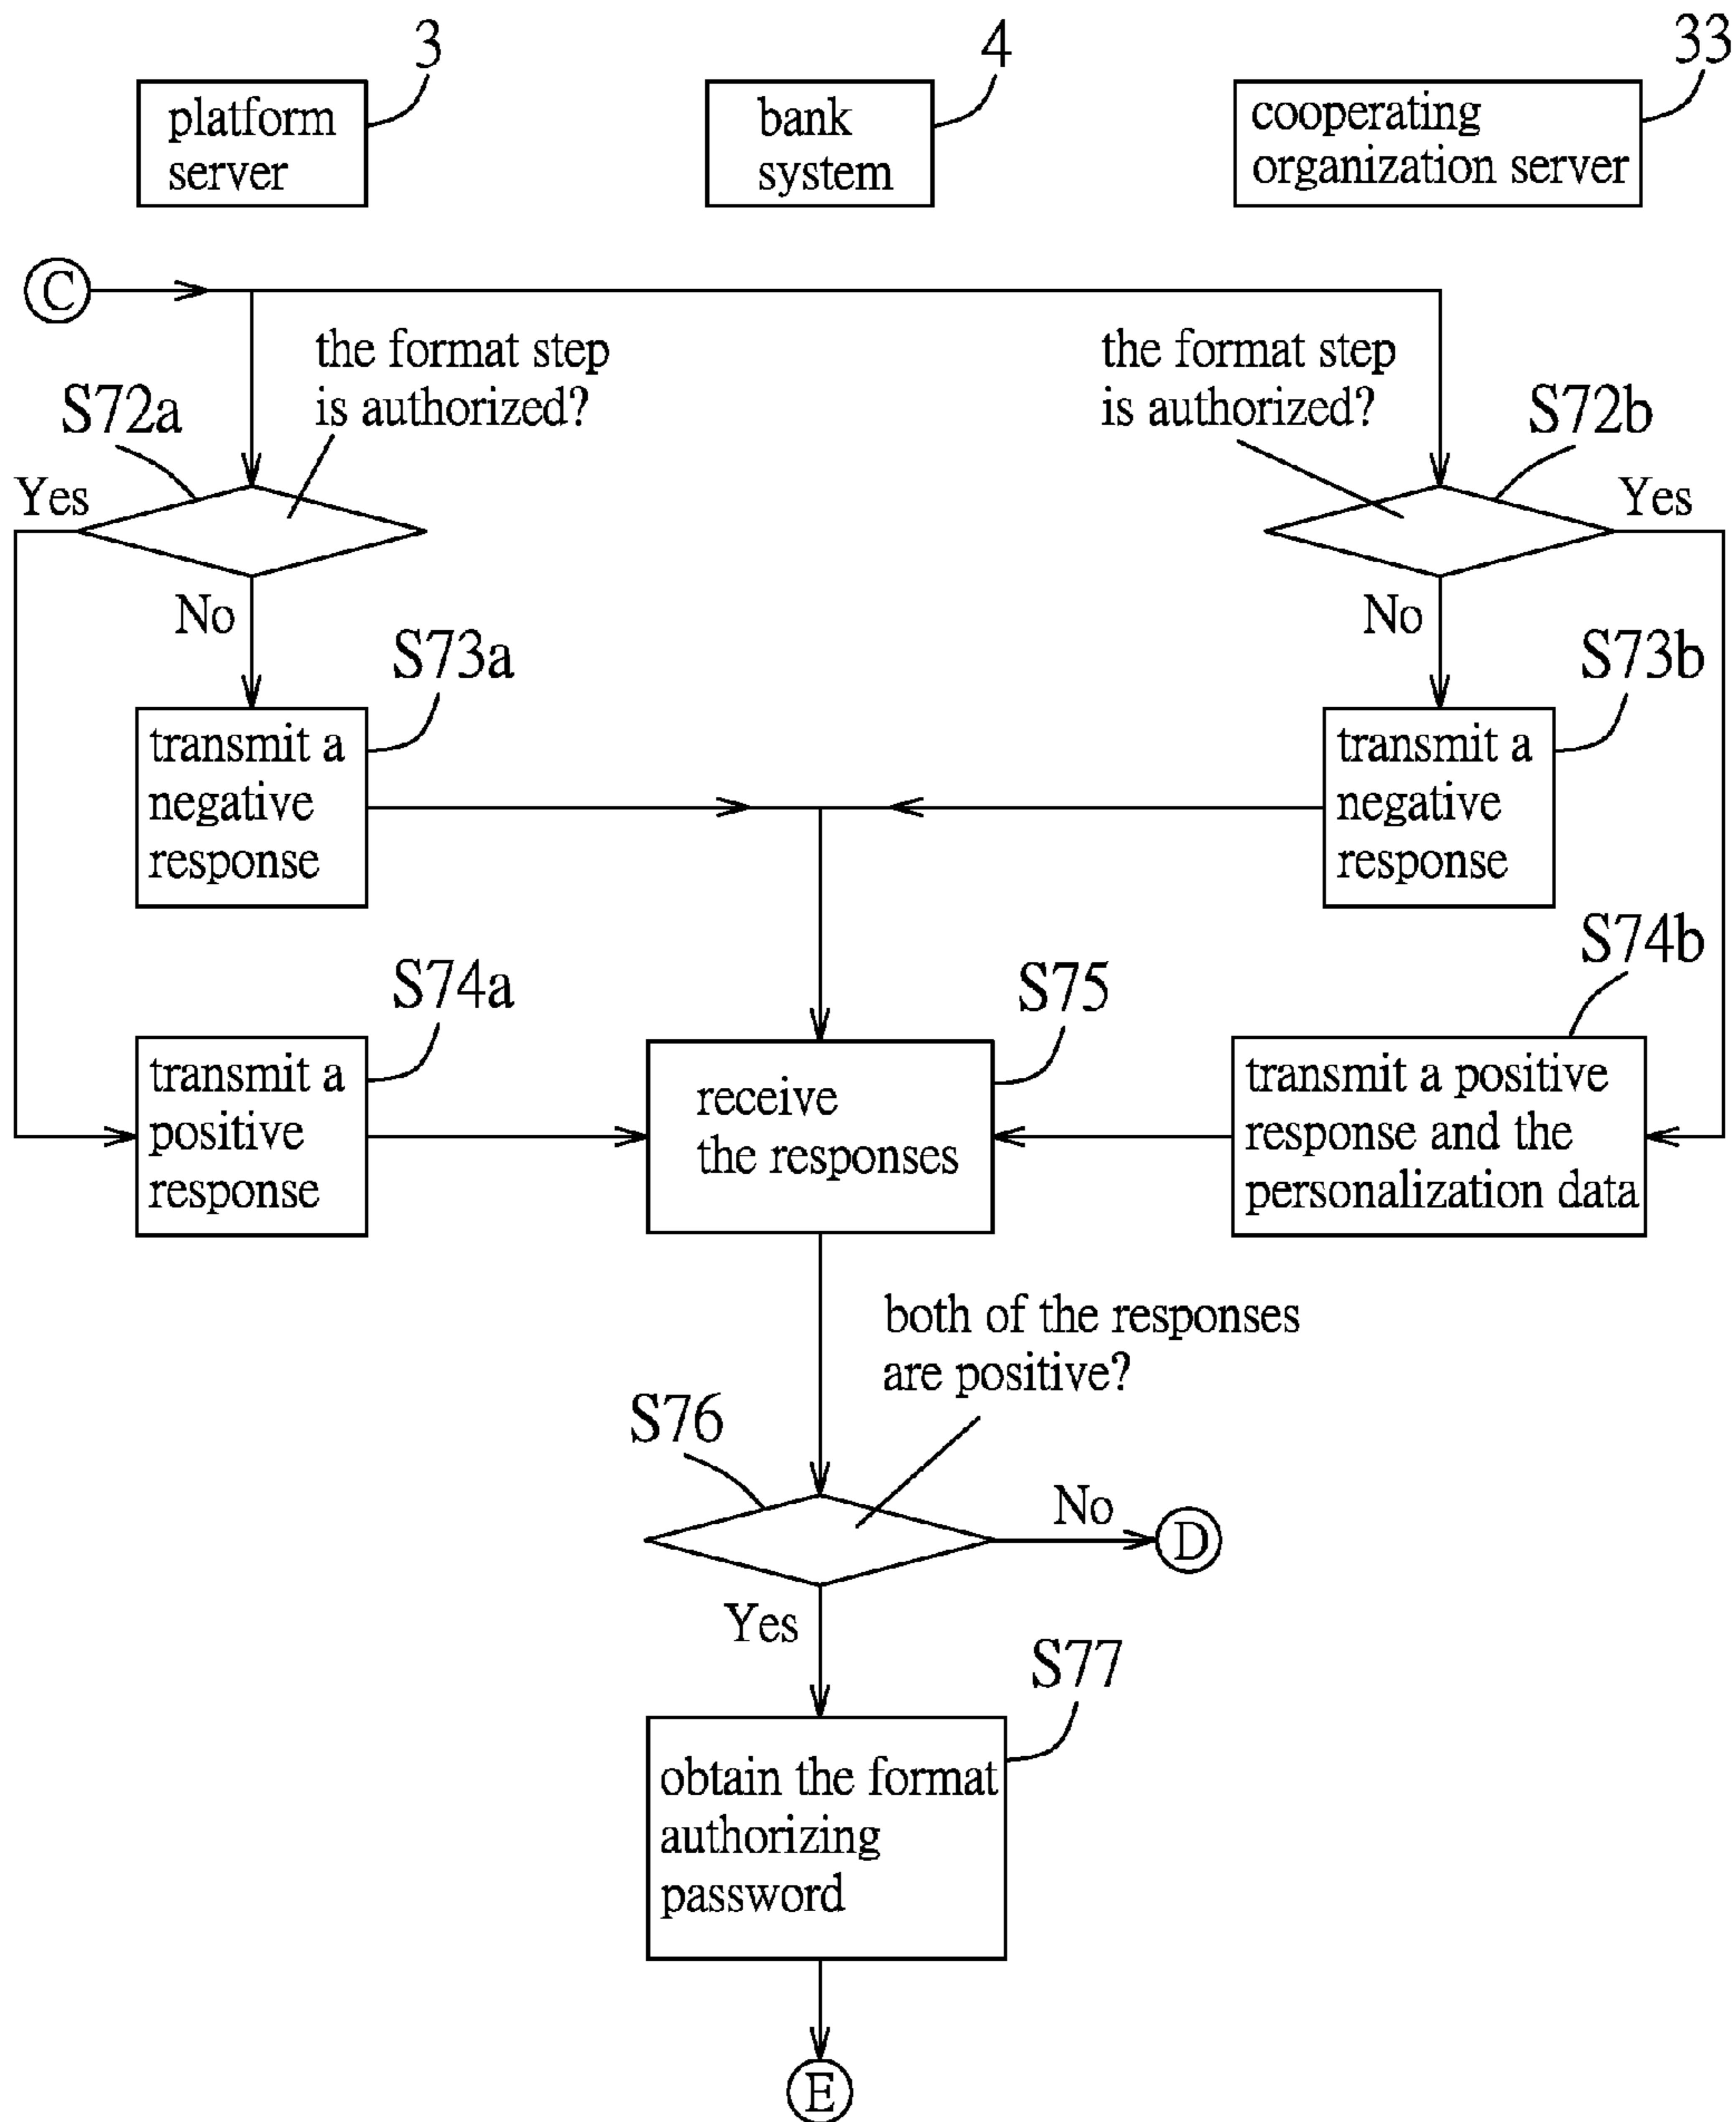 3
4
33
platform
server
bank
system
cooperating
organization server
C
the format step
is authorized?
the format step
is authorized?
S72a
S72b
Yes
Yes
No
No
S73a
S73b
transmit a
negative
response
transmit a
negative
response
S74a
S75
S74b
transmit a
positive
response
receive
the responses
transmit a positive
response and the
personalization data
both of the responses
are positive?
S76
No
D
Yes
S77
obtain the format
authorizing
password
E